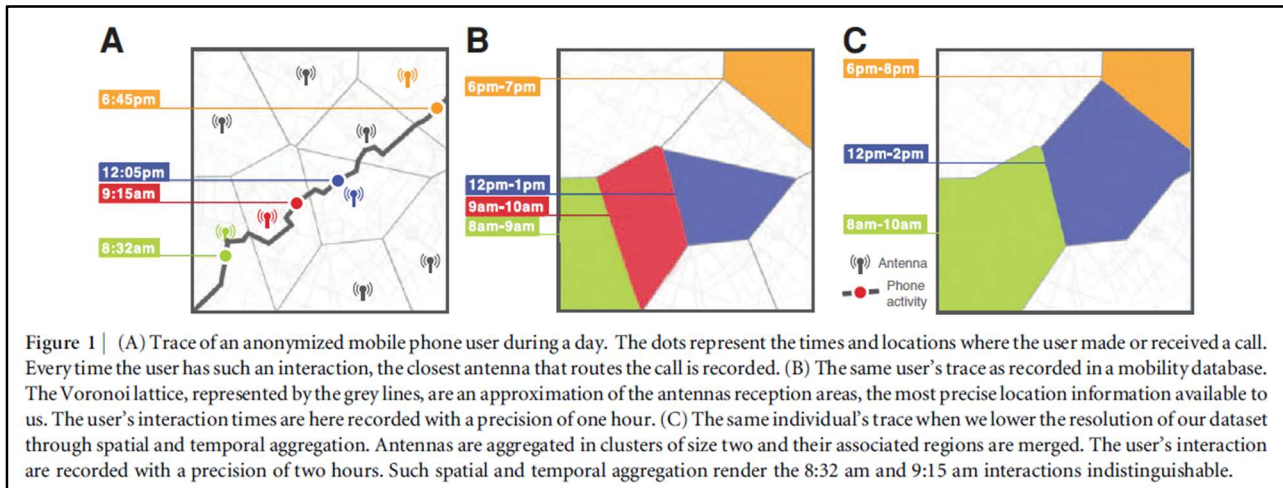 A
B
C
6:45pm
12:05pm
9:15am
8:32am
6pm-7pm
12pm-1pm
9am-10am
8am-9am
6pm-8pm
12pm-2pm
8am-10am
Antenna
Phone
activity
Figure 1 | (A) Trace of an anonymized mobile phone user during a day. The dots represent the times and locations where the user made or received a call.
Every time the user has such an interaction, the closest antenna that routes the call is recorded. (B) The same user's trace as recorded in a mobility database.
The Voronoi lattice, represented by the grey lines, are an approximation of the antennas reception areas, the most precise location information available to
us. The user's interaction times are here recorded with a precision of one hour. (C) The same individual's trace when we lower the resolution of our dataset
through spatial and temporal aggregation. Antennas are aggregated in clusters of size two and their associated regions are merged. The user's interaction
are recorded with a precision of two hours. Such spatial and temporal aggregation render the 8:32 am and 9:15 am interactions indistinguishable.